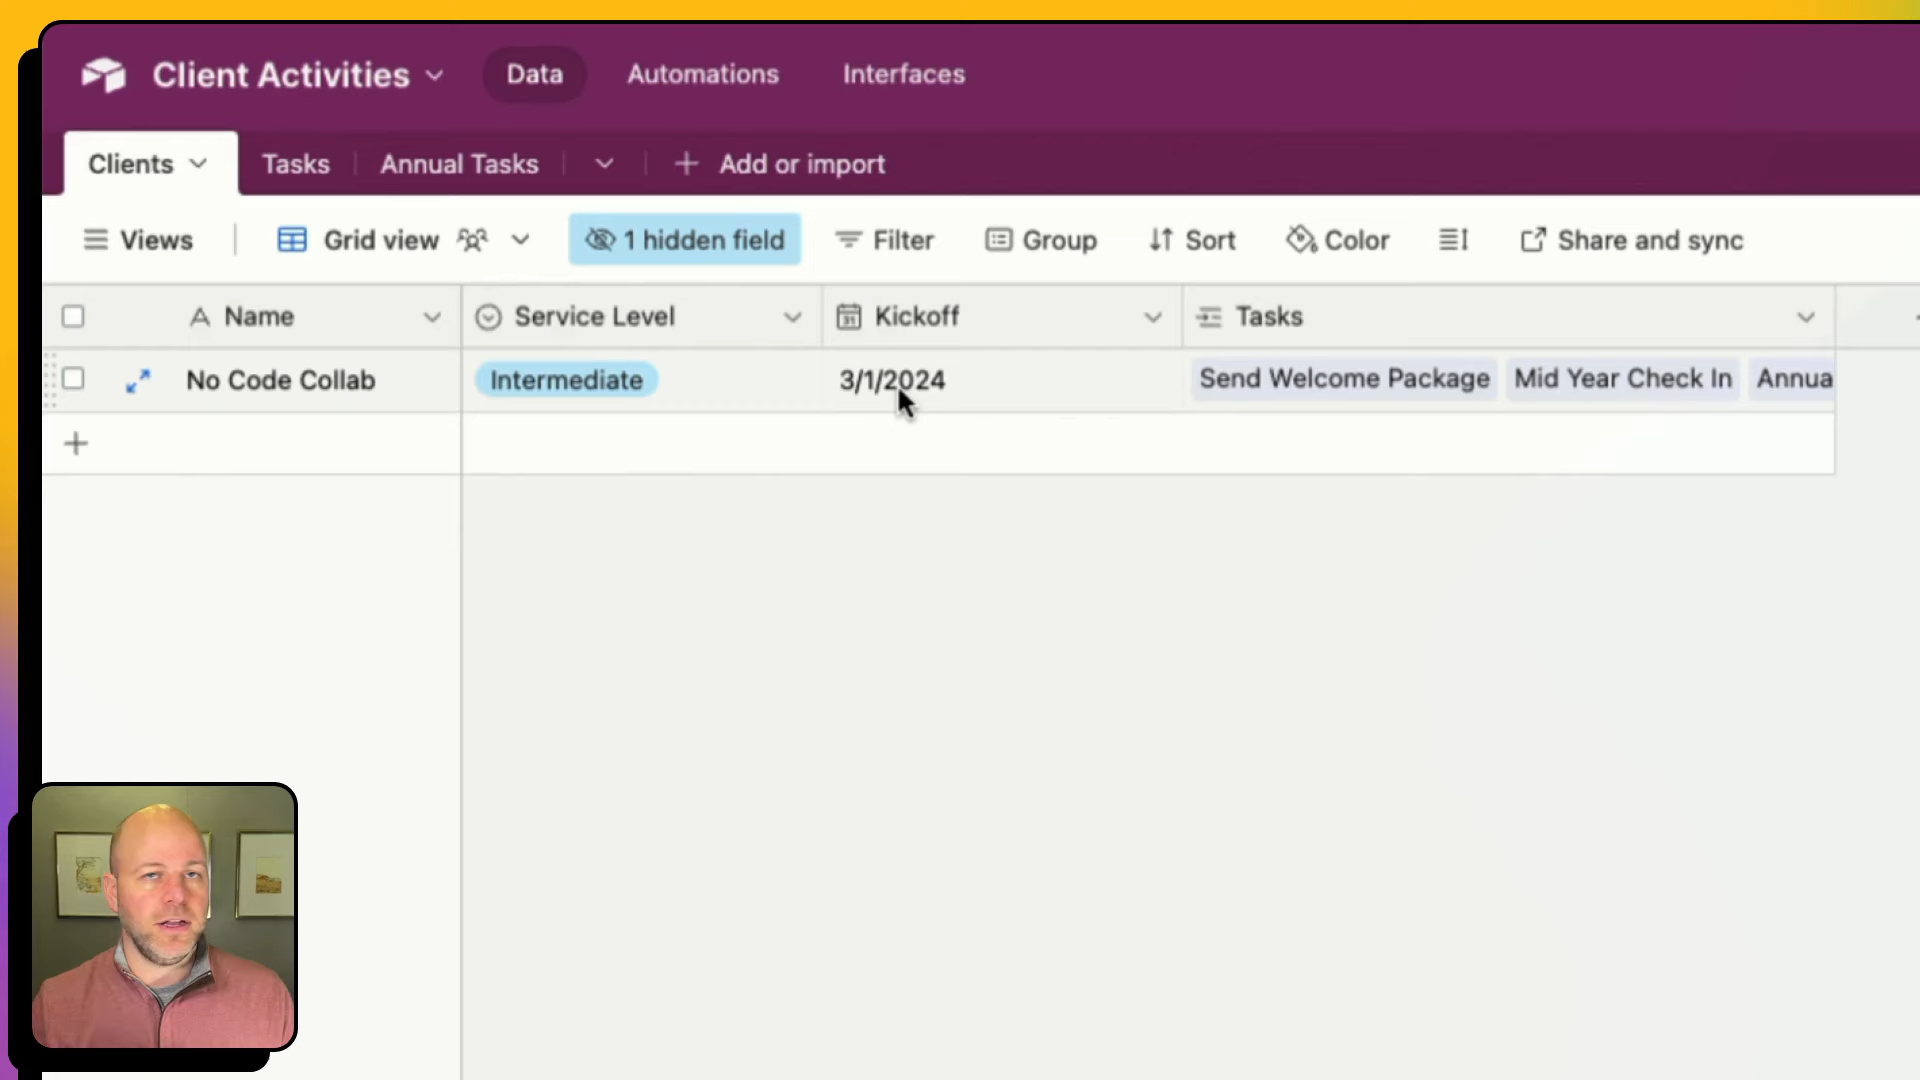 Client Activities Data Automations Interfaces
Clients Tasks Annual Tasks Add or import
Views Grid view 1 hidden field Filter Group Sort Color Share and sync
Name Service Level Kickoff Tasks
No Code Collab Intermediate 3/1/2024 Send Welcome Package Mid Year Check In Annua